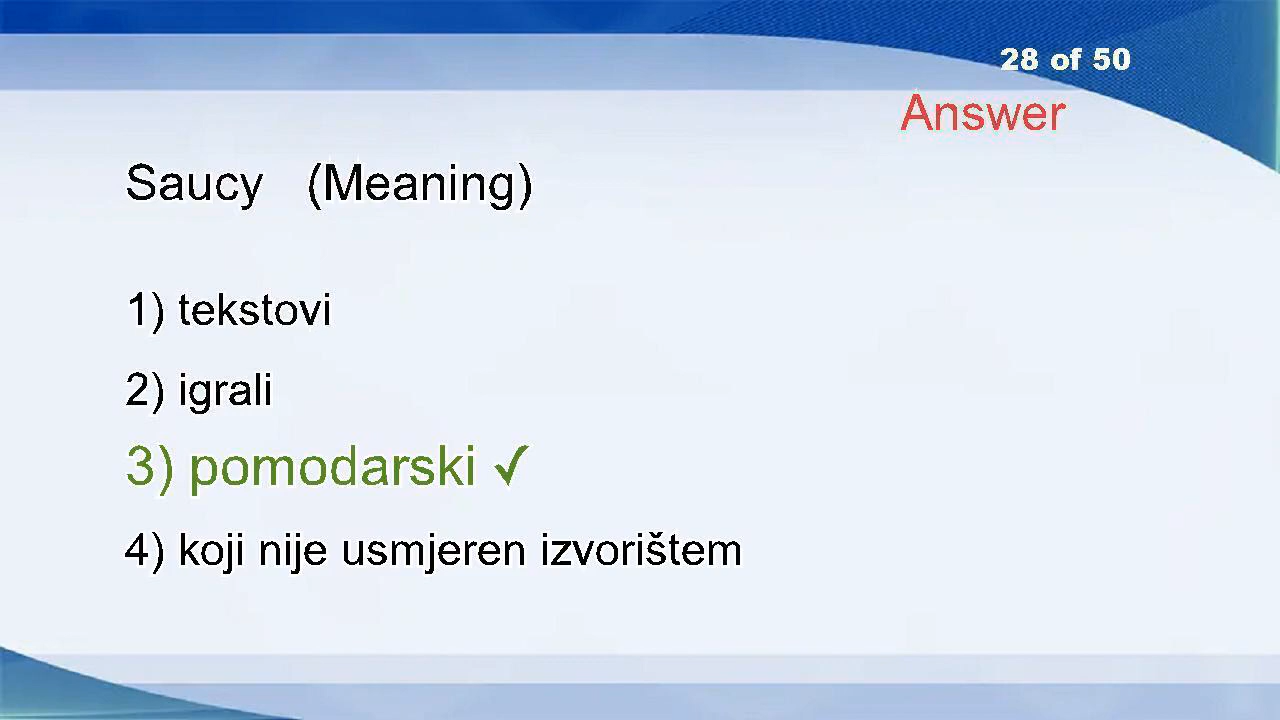 28 of 50
Answer
Saucy (Meaning)
1) tekstovi
2) igrali
3) pomodarski ✓
4) koji nije usmjeren izvorištem